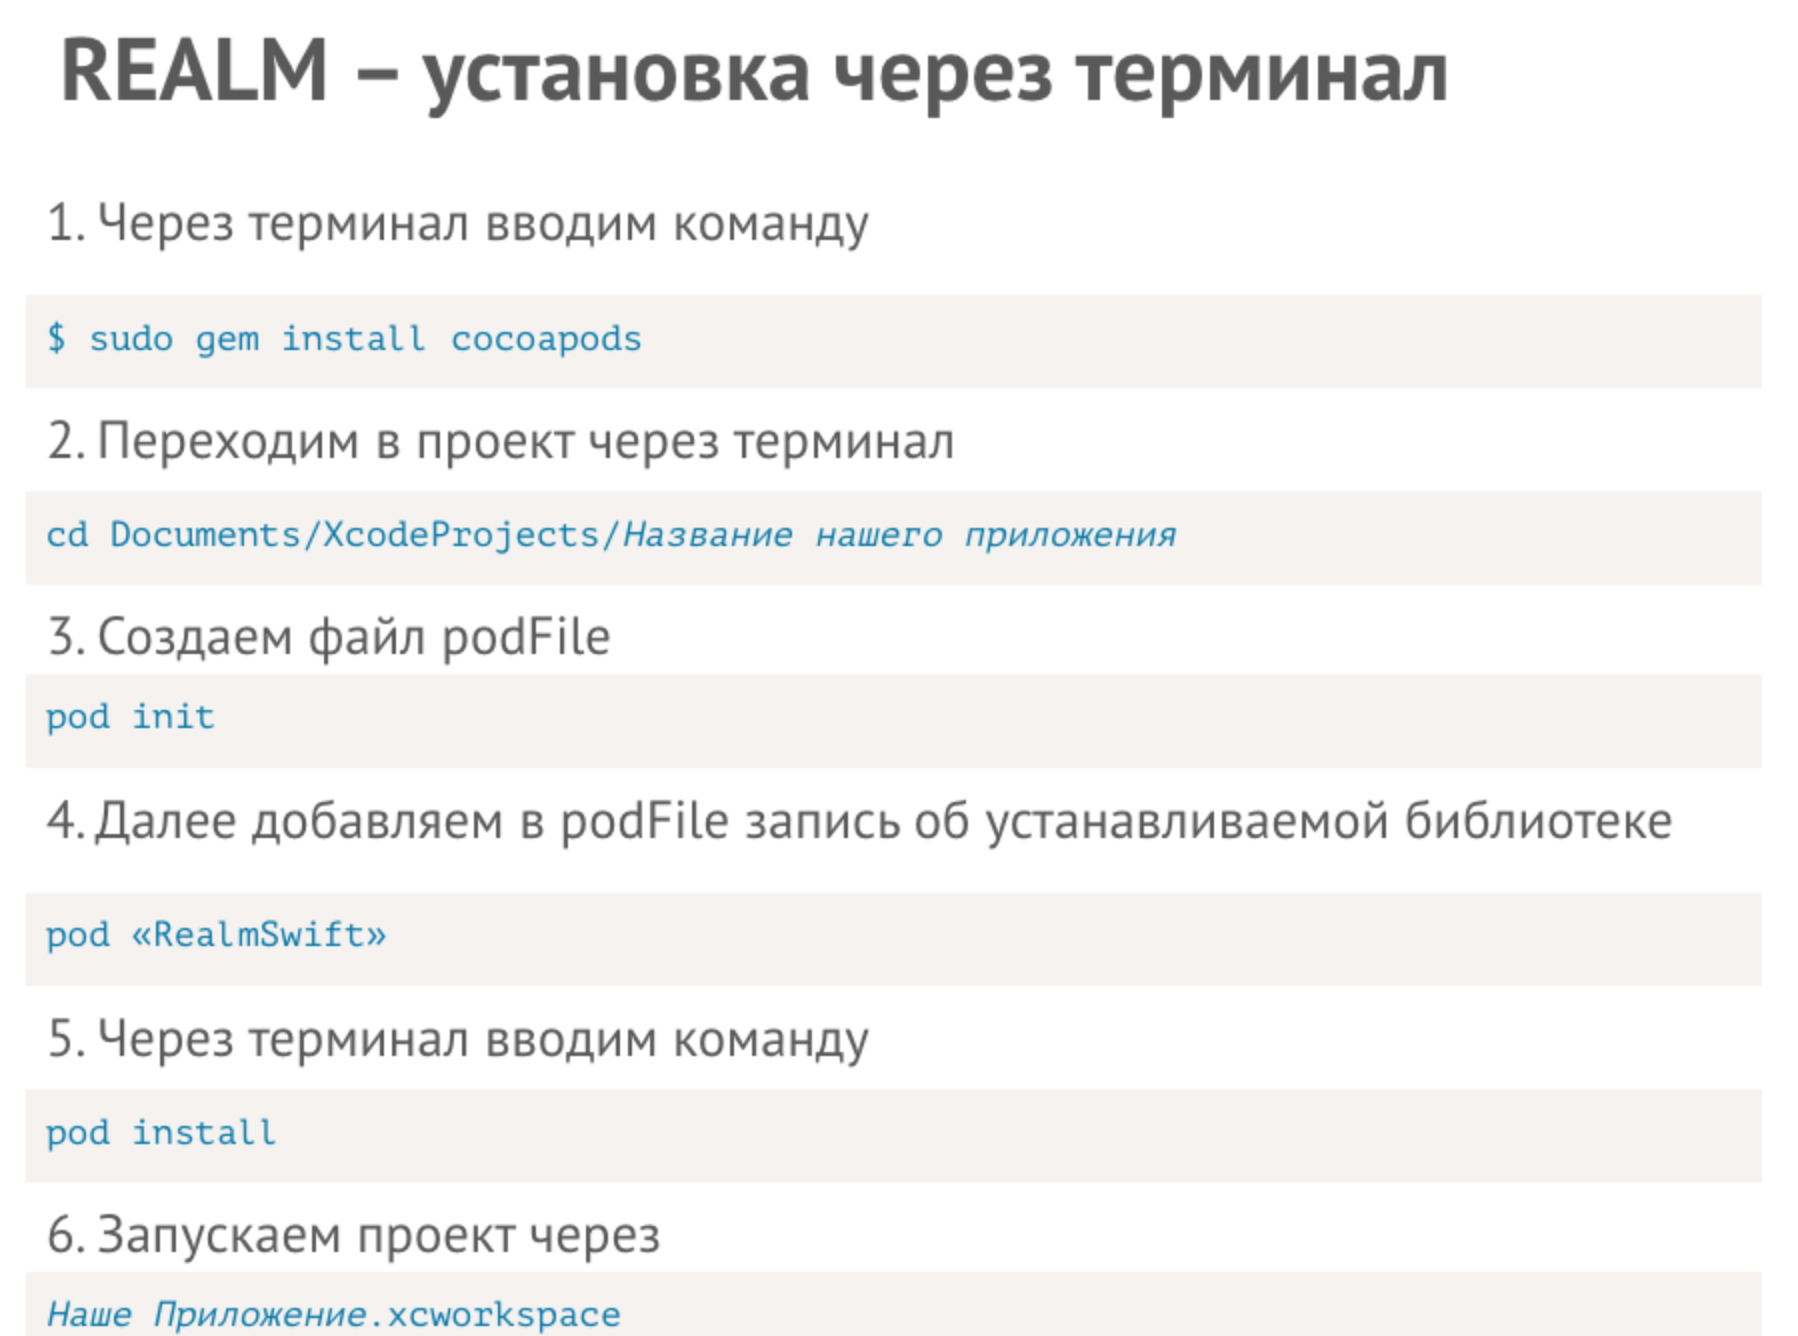 REALM – установка через терминал
1. Через терминал вводим команду
$ sudo gem install cocoapods
2. Переходим в проект через терминал
cd Documents/XcodeProjects/Название нашего приложения
3. Создаем файл podFile
pod init
4. Далее добавляем в podFile запись об устанавливаемой библиотеке
pod «RealmSwift»
5. Через терминал вводим команду
pod install
6. Запускаем проект через
Наше Приложение.xcworkspace